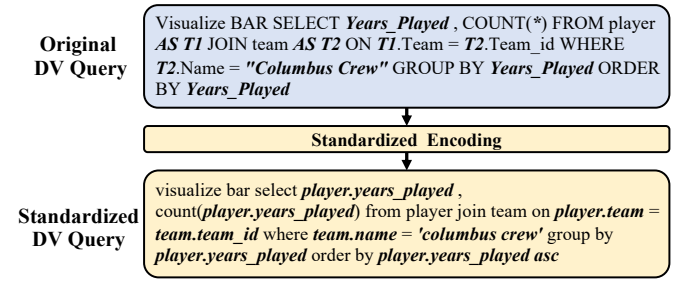 Original
DV Query
Visualize BAR SELECT Years_Played , COUNT(*) FROM player
AS T1 JOIN team AS T2 ON T1.Team = T2.Team_id WHERE
T2.Name = "Columbus Crew" GROUP BY Years_Played ORDER
BY Years_Played
Standardized Encoding
Standardized
DV Query
visualize bar select player.years_played ,
count(player.years_played) from player join team on player.team =
team.team_id where team.name = 'columbus crew' group by
player.years_played order by player.years_played asc